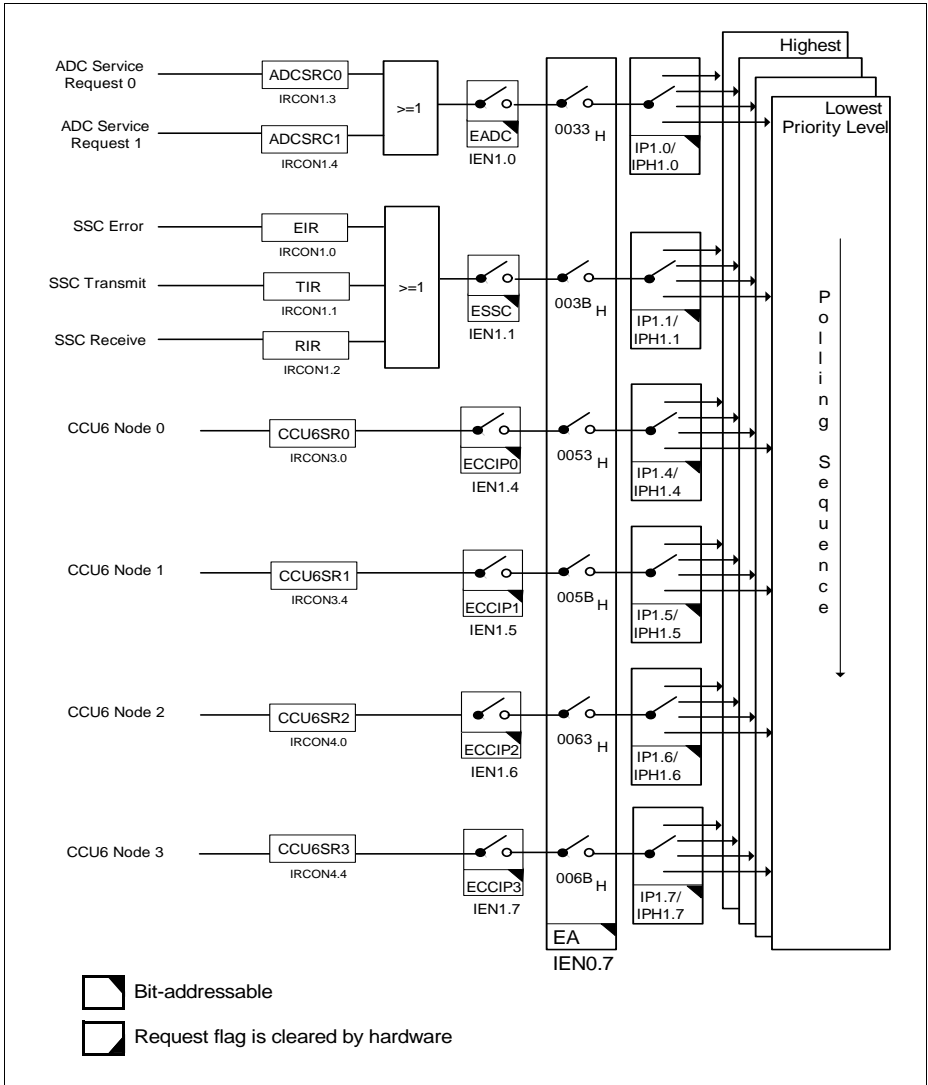 Highest
Lowest
Priority Level
ADC Service
Request 0
ADCSRC0
IRCON1.3
ADC Service
Request 1
ADCSRC1
IRCON1.4
>=1
EADC
IEN1.0
0033 H
IP1.0/
IPH1.0
SSC Error
EIR
IRCON1.0
SSC Transmit
TIR
IRCON1.1
SSC Receive
RIR
IRCON1.2
>=1
ESSC
IEN1.1
003B H
IP1.1/
IPH1.1
CCU6 Node 0
CCU6SR0
IRCON3.0
ECCIP0
IEN1.4
0053 H
IP1.4/
IPH1.4
CCU6 Node 1
CCU6SR1
IRCON3.4
ECCIP1
IEN1.5
005B H
IP1.5/
IPH1.5
CCU6 Node 2
CCU6SR2
IRCON4.0
ECCIP2
IEN1.6
0063 H
IP1.6/
IPH1.6
CCU6 Node 3
CCU6SR3
IRCON4.4
ECCIP3
IEN1.7
006B H
IP1.7/
IPH1.7
EA
IEN0.7
Polling Sequence
Bit-addressable
Request flag is cleared by hardware